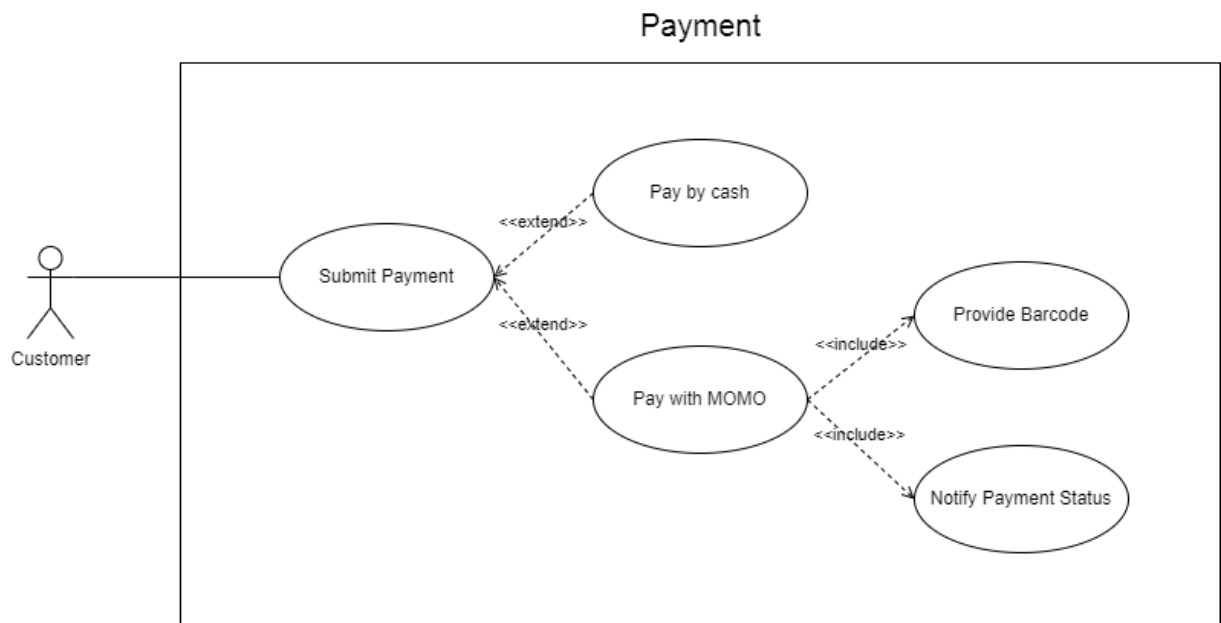 Payment
Pay by cash
<<extend>>
Submit Payment
<<extend>>
Customer
Pay with MOMO
Provide Barcode
<<include>>
<<include>>
Notify Payment Status